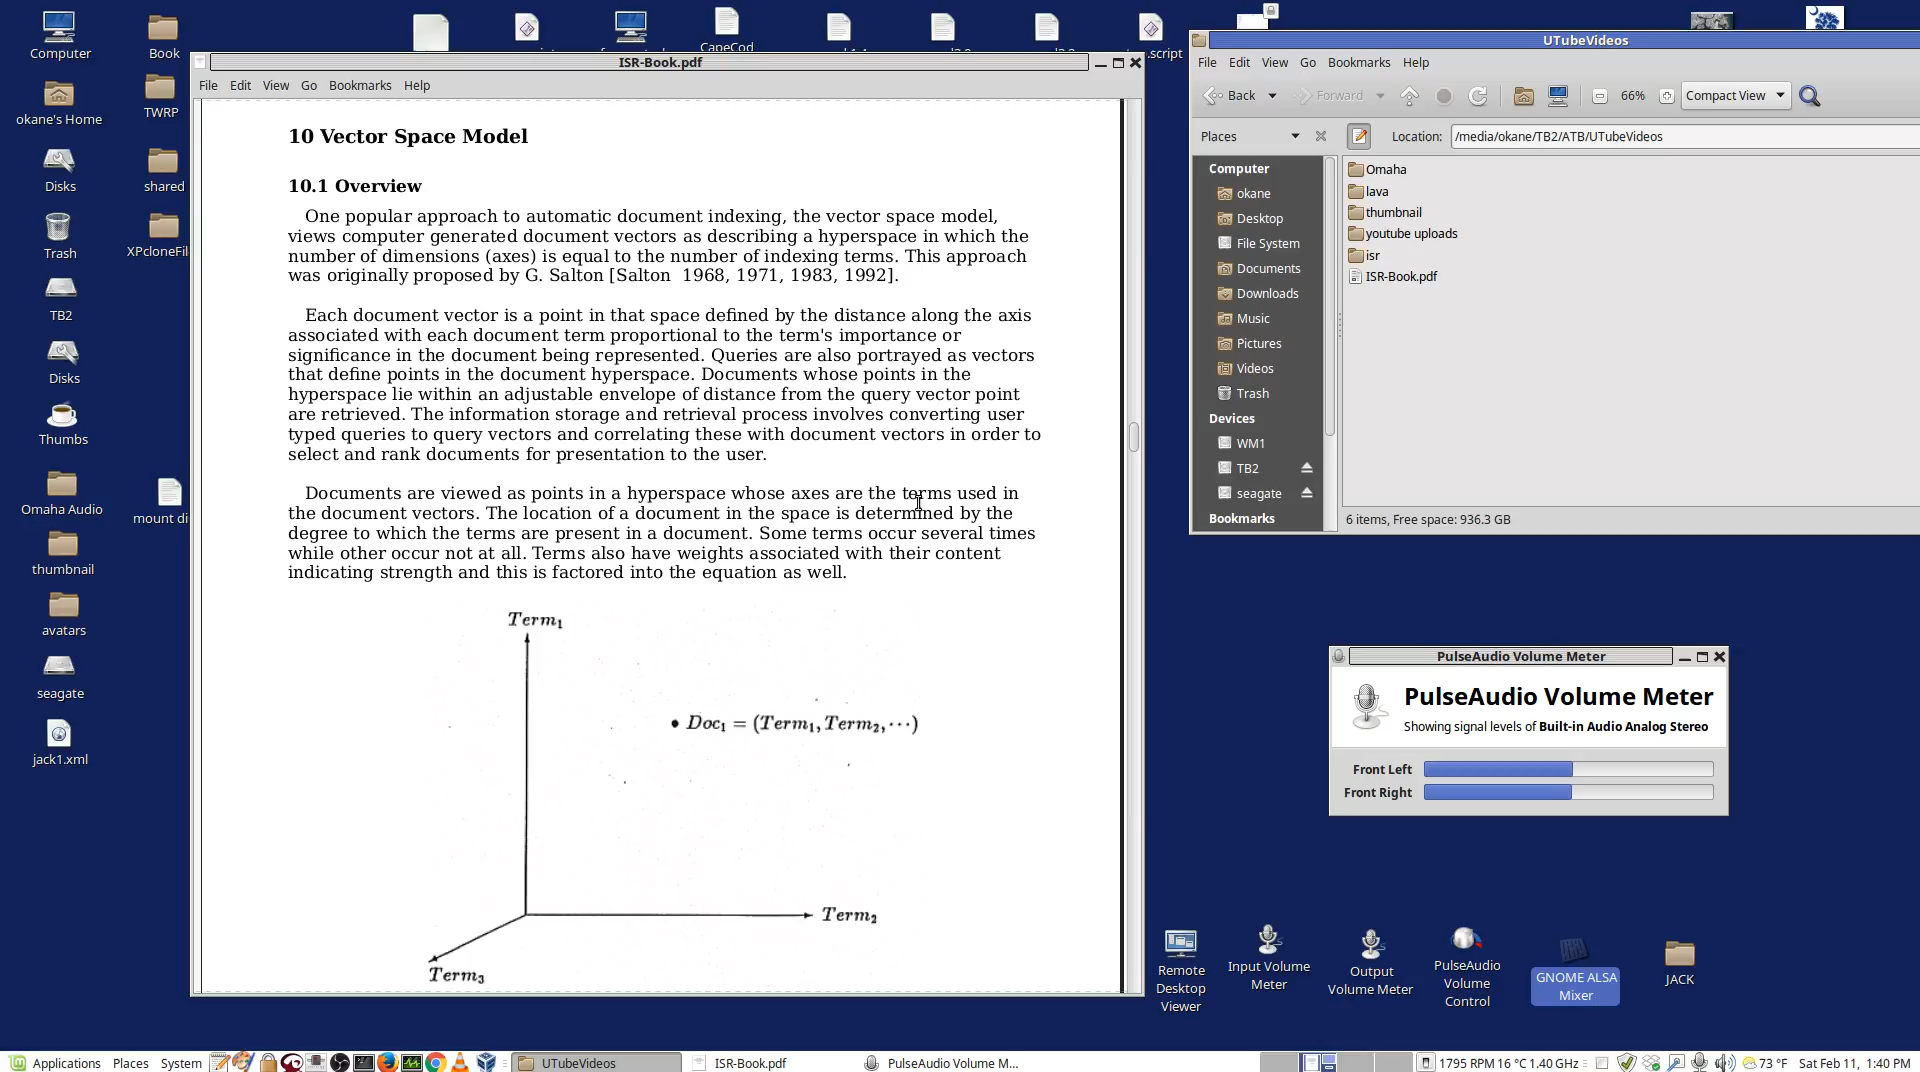 Computer
Book
CapeCod
.script
okane's Home
TWRP
Disks
shared
Trash
XPcloneFil
TB2
Disks
Thumbs
Omaha Audio
mount di
thumbnail
avatars
seagate
jack1.xml
ISR-Book.pdf
File Edit View Go Bookmarks Help
10 Vector Space Model
10.1 Overview
One popular approach to automatic document indexing, the vector space model,
views computer generated document vectors as describing a hyperspace in which the
number of dimensions (axes) is equal to the number of indexing terms. This approach
was originally proposed by G. Salton [Salton 1968, 1971, 1983, 1992].
Each document vector is a point in that space defined by the distance along the axis
associated with each document term proportional to the term's importance or
significance in the document being represented. Queries are also portrayed as vectors
that define points in the document hyperspace. Documents whose points in the
hyperspace lie within an adjustable envelope of distance from the query vector point
are retrieved. The information storage and retrieval process involves converting user
typed queries to query vectors and correlating these with document vectors in order to
select and rank documents for presentation to the user.
Documents are viewed as points in a hyperspace whose axes are the terms used in
the document vectors. The location of a document in the space is determined by the
degree to which the terms are present in a document. Some terms occur several times
while other occur not at all. Terms also have weights associated with their content
indicating strength and this is factored into the equation as well.
Term₁
• Doc₁ = (Term₁, Term₂, ···)
Term₂
Term₃
UTubeVideos
File Edit View Go Bookmarks Help
Back Forward 66% Compact View
Places Location: /media/okane/TB2/ATB/UTubeVideos
Computer
okane
Desktop
File System
Documents
Downloads
Music
Pictures
Videos
Trash
Devices
WM1
TB2
seagate
Bookmarks
Omaha
lava
thumbnail
youtube uploads
isr
ISR-Book.pdf
6 items, Free space: 936.3 GB
PulseAudio Volume Meter
PulseAudio Volume Meter
Showing signal levels of Built-in Audio Analog Stereo
Front Left
Front Right
Remote
Desktop
Viewer
Input Volume
Meter
Output
Volume Meter
PulseAudio
Volume
Control
GNOME ALSA
Mixer
JACK
Applications Places System UTubeVideos ISR-Book.pdf PulseAudio Volume M... 1795 RPM 16 °C 1.40 GHz 73 °F Sat Feb 11, 1:40 PM